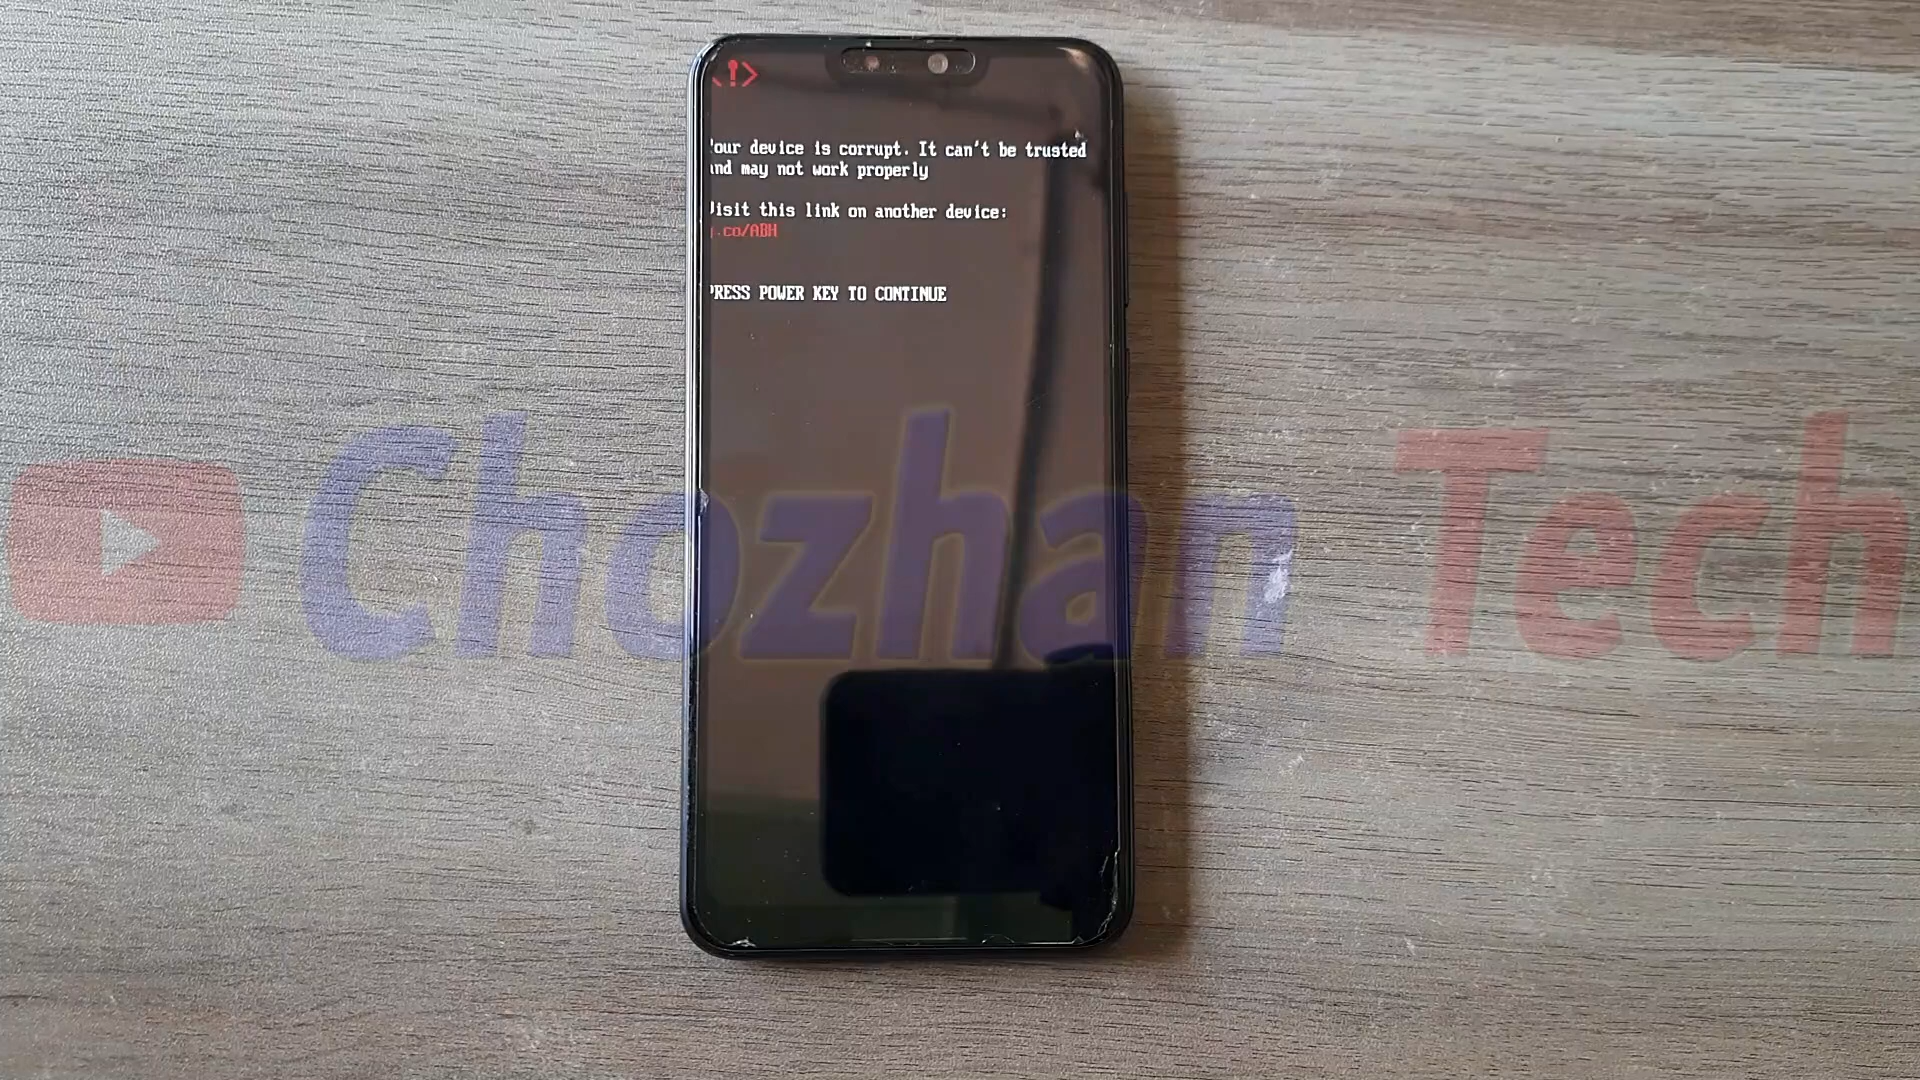 our device is corrupt. It can't be trusted
nd may not work properly
isit this link on another device:
.co/ABH
PRESS POWER KEY TO CONTINUE
Chozhan Tech